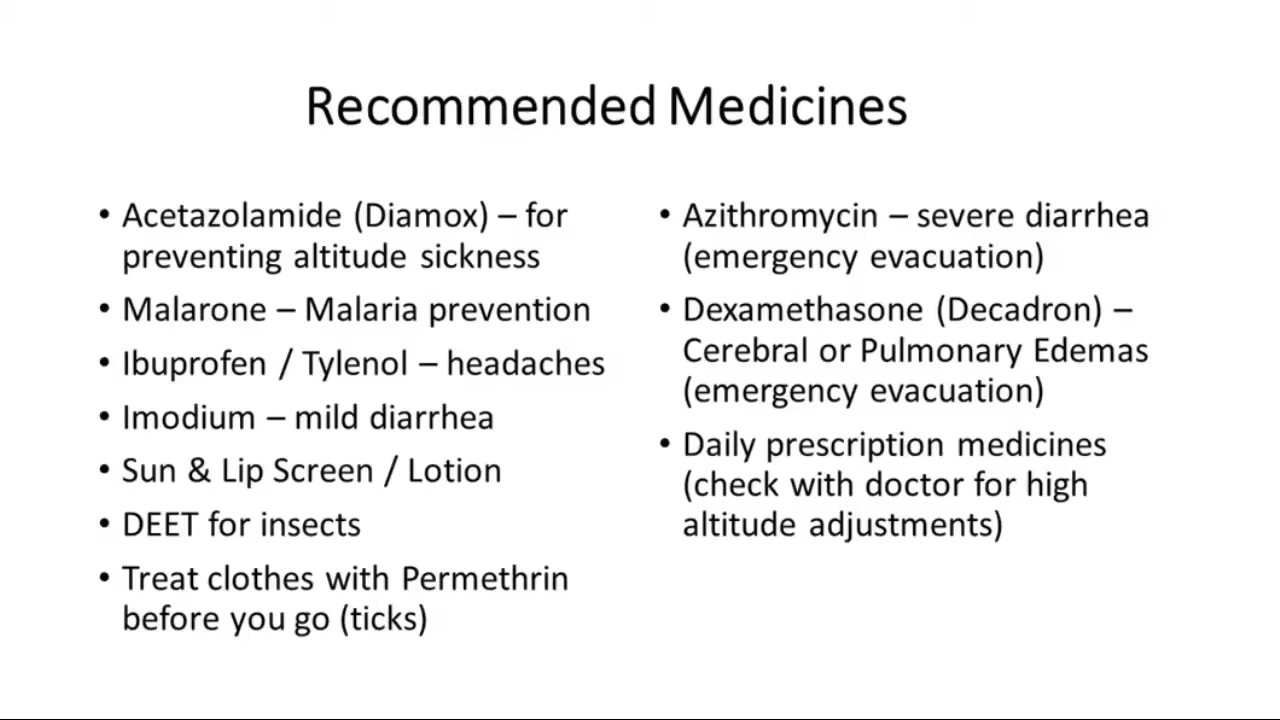 Recommended Medicines
• Acetazolamide (Diamox) – for
preventing altitude sickness
• Malarone – Malaria prevention
• Ibuprofen / Tylenol – headaches
• Imodium – mild diarrhea
• Sun & Lip Screen / Lotion
• DEET for insects
• Treat clothes with Permethrin
before you go (ticks)
• Azithromycin – severe diarrhea
(emergency evacuation)
• Dexamethasone (Decadron) –
Cerebral or Pulmonary Edemas
(emergency evacuation)
• Daily prescription medicines
(check with doctor for high
altitude adjustments)